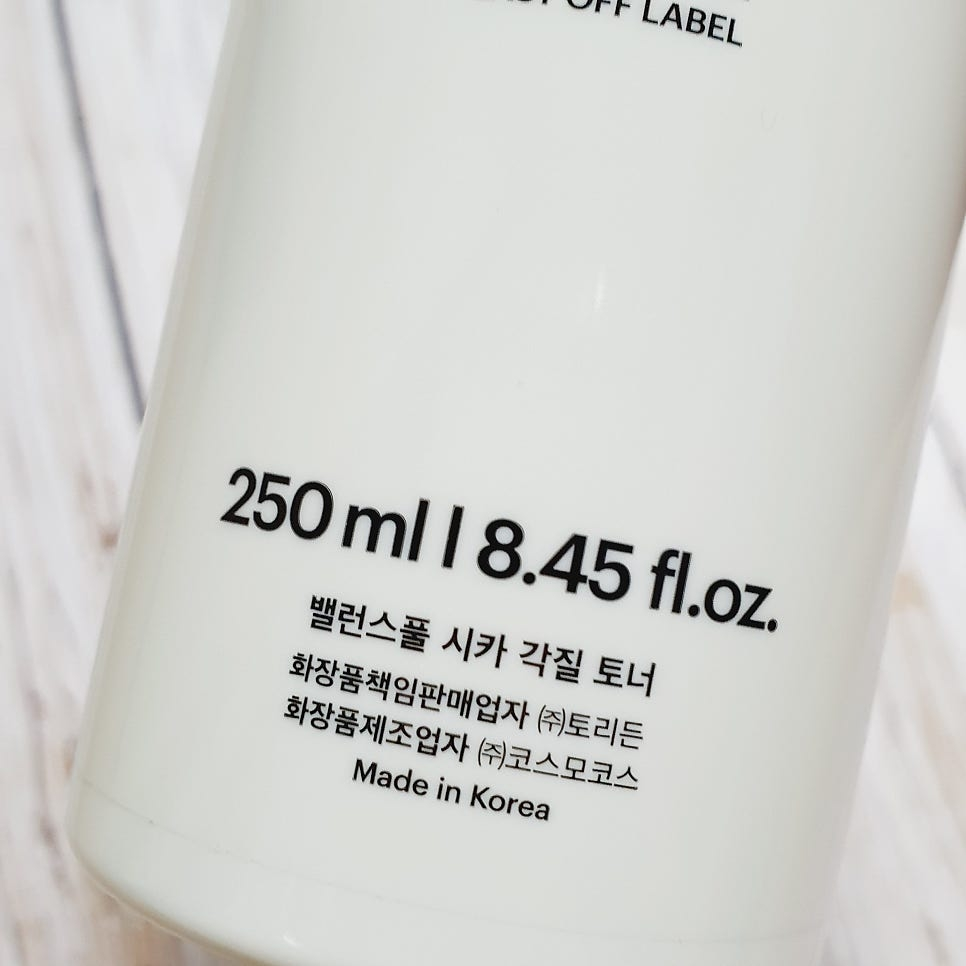 OFF LABEL
250 ml | 8.45 fl.oz.
밸런스풀 시카 각질 토너
화장품책임판매업자 ㈜토리든
화장품제조업자 ㈜코스모코스
Made in Korea